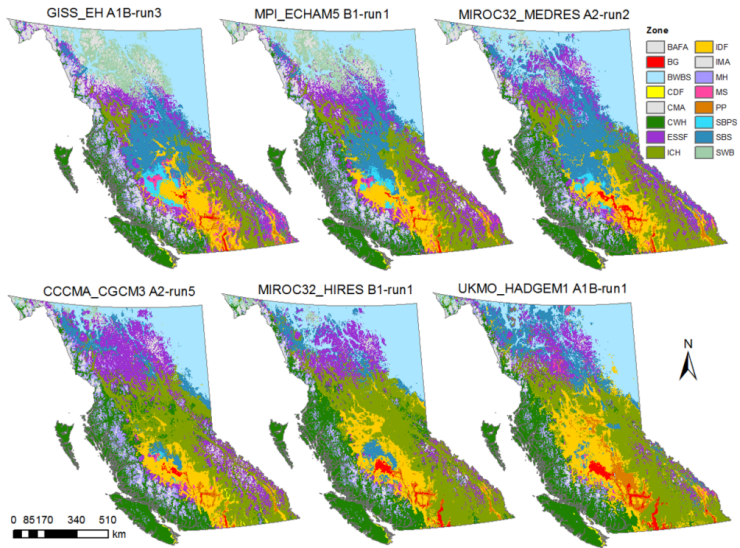 GISS_EH A1B-run3
MPI_ECHAM5 B1-run1
MIROC32_MEDRES A2-run2
Zone
BAFA
IDF
BG
IMA
BWBS
MH
CDF
MS
CMA
PP
CWH
SBPS
ESSF
SBS
ICH
SWB
CCCMA_CGCM3 A2-run5
MIROC32_HIRES B1-run1
UKMO_HADGEM1 A1B-run1
N
0 85170 340 510
km